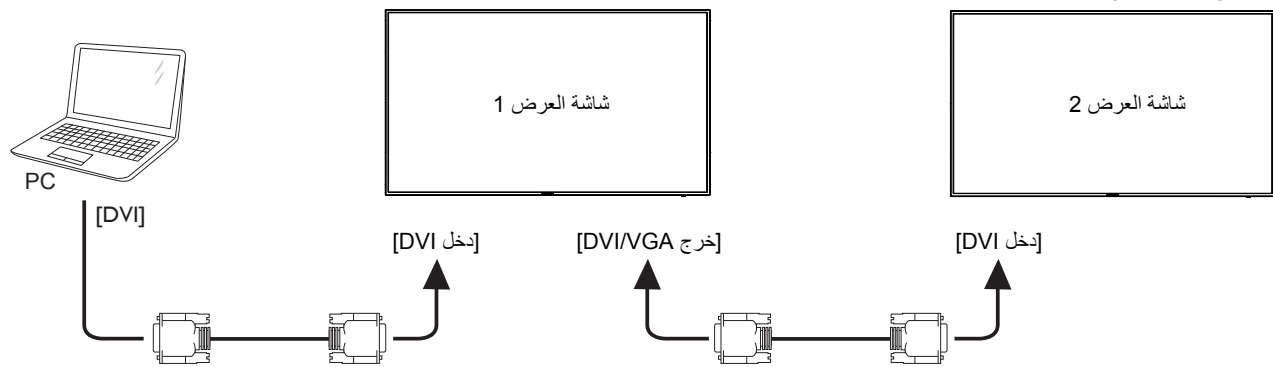 شاشة العرض 1
شاشة العرض 2
PC
[DVI]
[دخل DVI]
[خرج DVI/VGA]
[دخل DVI]